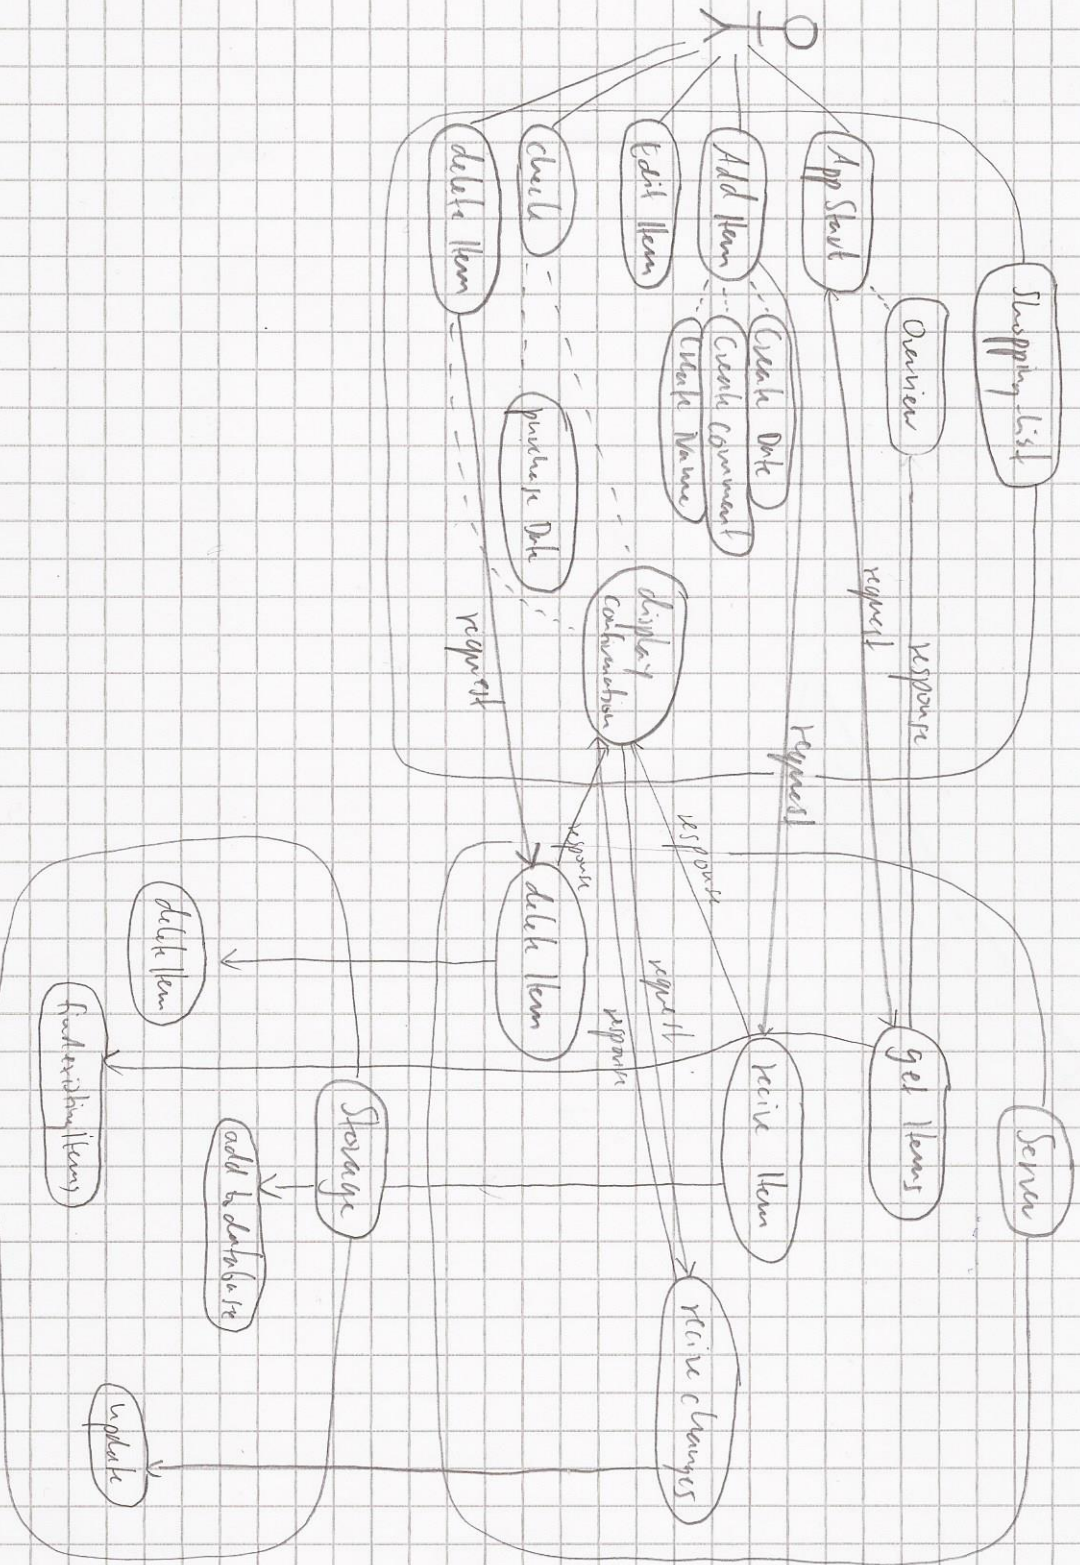 Shopping-List
App Start
Overview
Add Item
Create Date
Create Comment
Create Name
Edit Item
check
purchase Date
delete Item
display
confirmation
request
response
request
request
response
response
request
response
Server
get Items
recive Item
recive changes
delete Item
Storage
delete Item
find existing Items
add to database
update